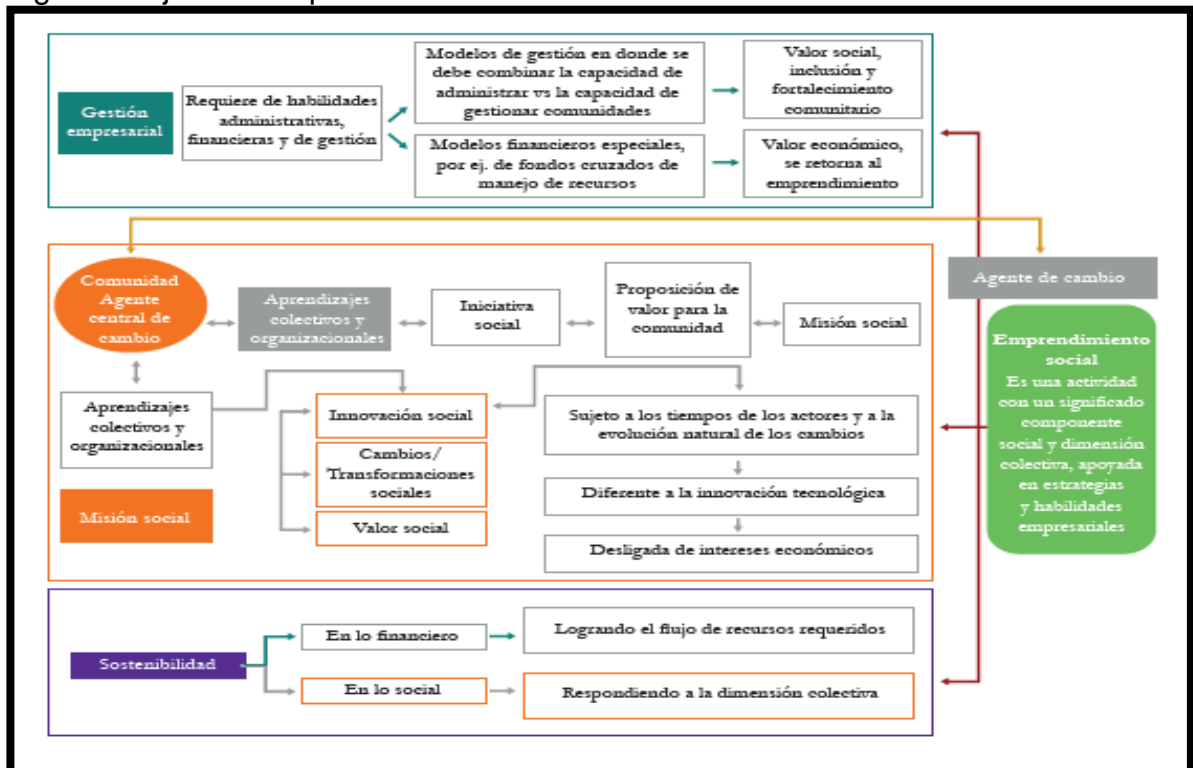 Gestión
empresarial
Requiere de habilidades
administrativas,
financieras y de gestión
Modelos de gestión en donde se
debe combinar la capacidad de
administrar vs la capacidad de
gestionar comunidades
Valor social,
inclusión y
fortalecimiento
comunitario
Modelos financieros especiales,
por ej. de fondos cruzados de
manejo de recursos
Valor económico,
se retorna al
emprendimiento
Comunidad
Agente
central de
cambio
Aprendizajes
colectivos y
organizacionales
Iniciativa
social
Proposición de
valor para la
comunidad
Misión social
Agente de cambio
Emprendimiento
social
Es una actividad
con un significado
componente
social y dimensión
colectiva, apoyada
en estrategias
y habilidades
empresariales
Aprendizajes
colectivos y
organizacionales
Misión social
Innovación social
Cambios/
Transformaciones
sociales
Valor social
Sujeto a los tiempos de los actores y a la
evolución natural de los cambios
Diferente a la innovación tecnológica
Desligada de intereses económicos
Sostenibilidad
En lo financiero
Logrando el flujo de recursos requeridos
En lo social
Respondiendo a la dimensión colectiva